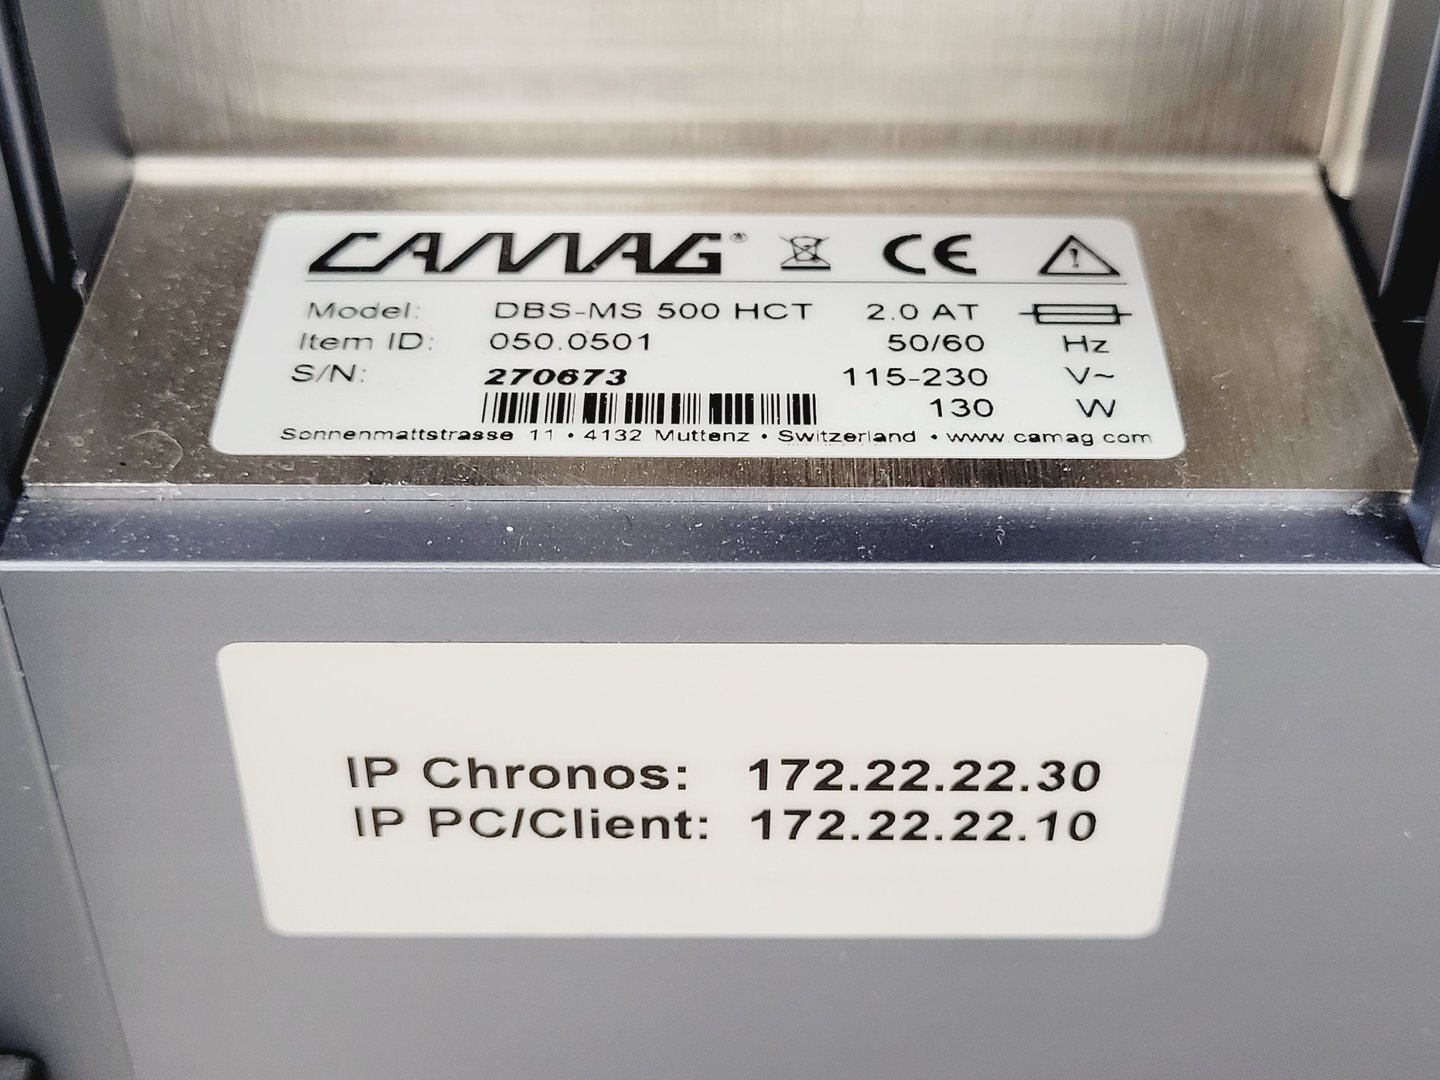 CAMAG®
Model: DBS-MS 500 HCT 2.0 AT
Item ID: 050.0501 50/60 Hz
S/N: 270673 115-230 V~
130 W
Sonnenmattstrasse 11 • 4132 Muttenz • Switzerland • www.camag.com
IP Chronos: 172.22.22.30
IP PC/Client: 172.22.22.10